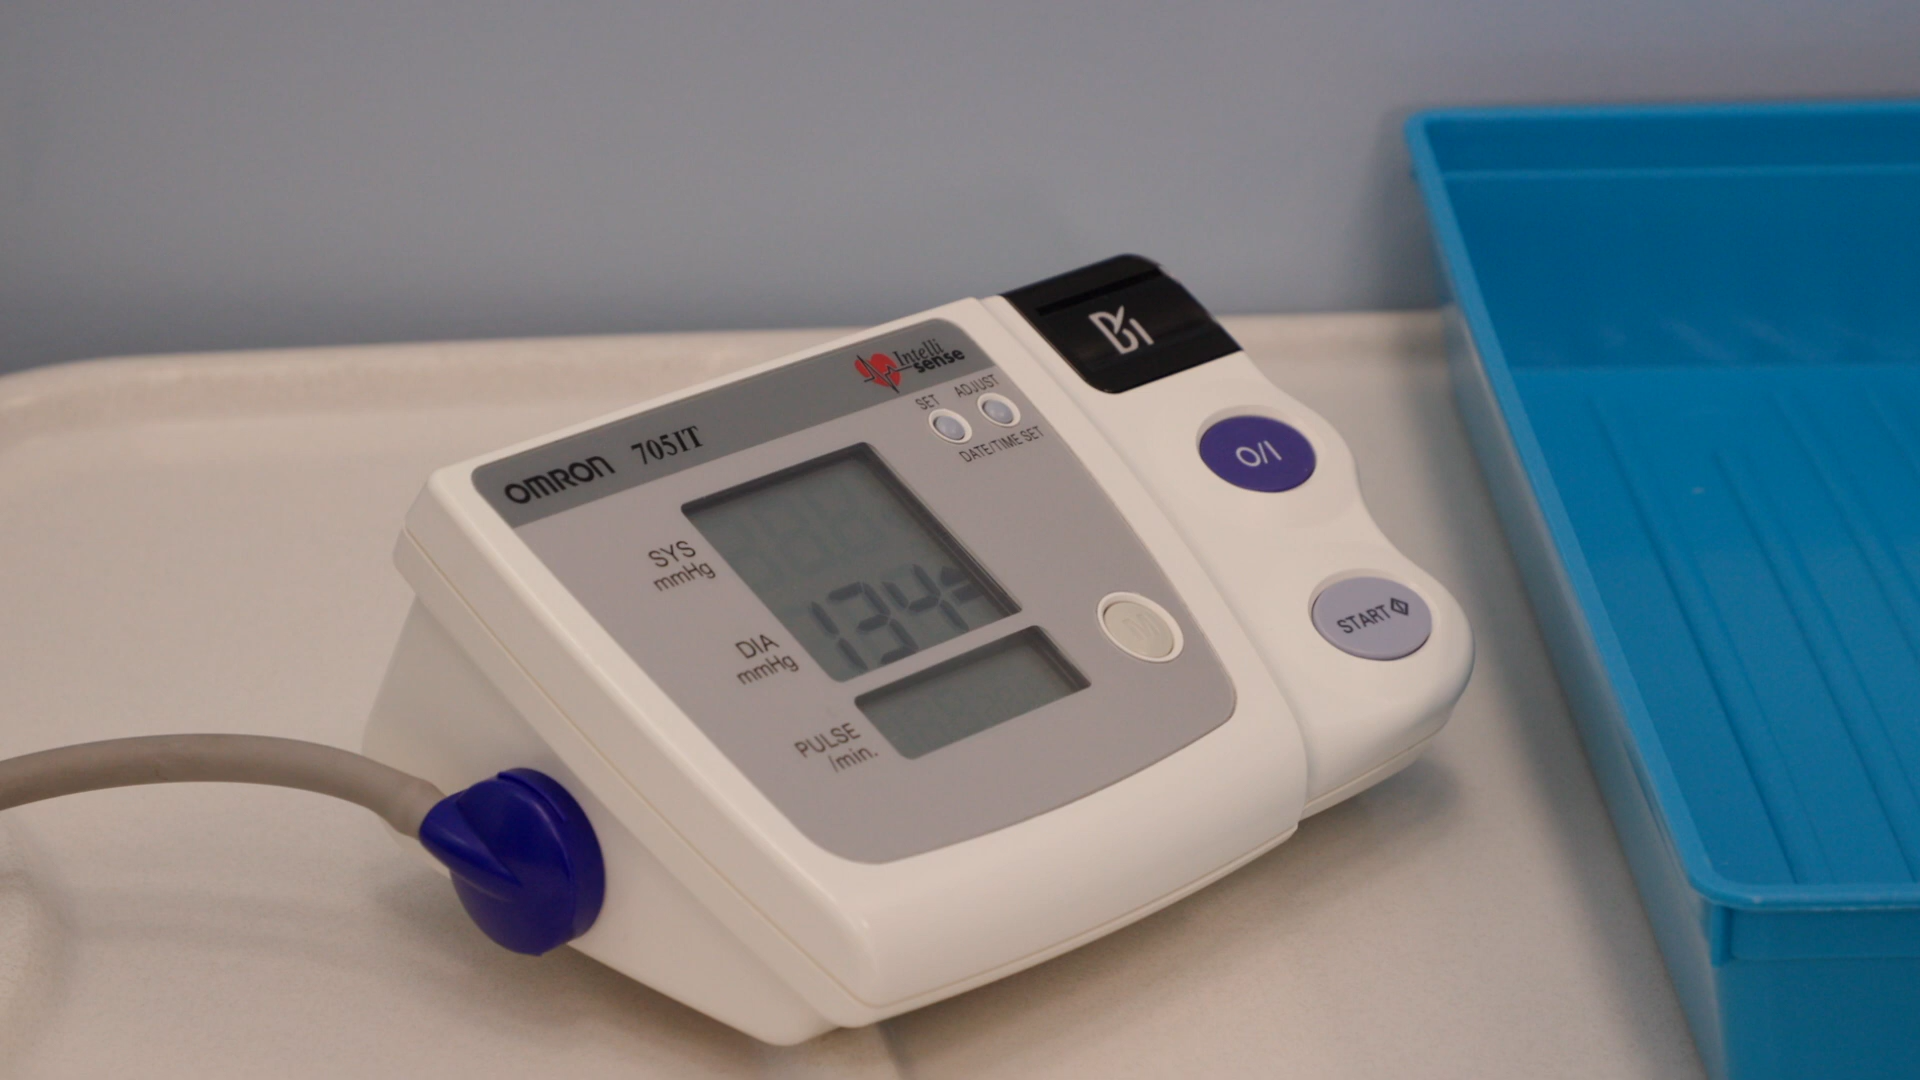 Intelli
sense
OMRON 705IT
SET ADJUST
DATE/TIME SET
O/I
SYS
mmHg
134
DIA
mmHg
START
PULSE
/min.